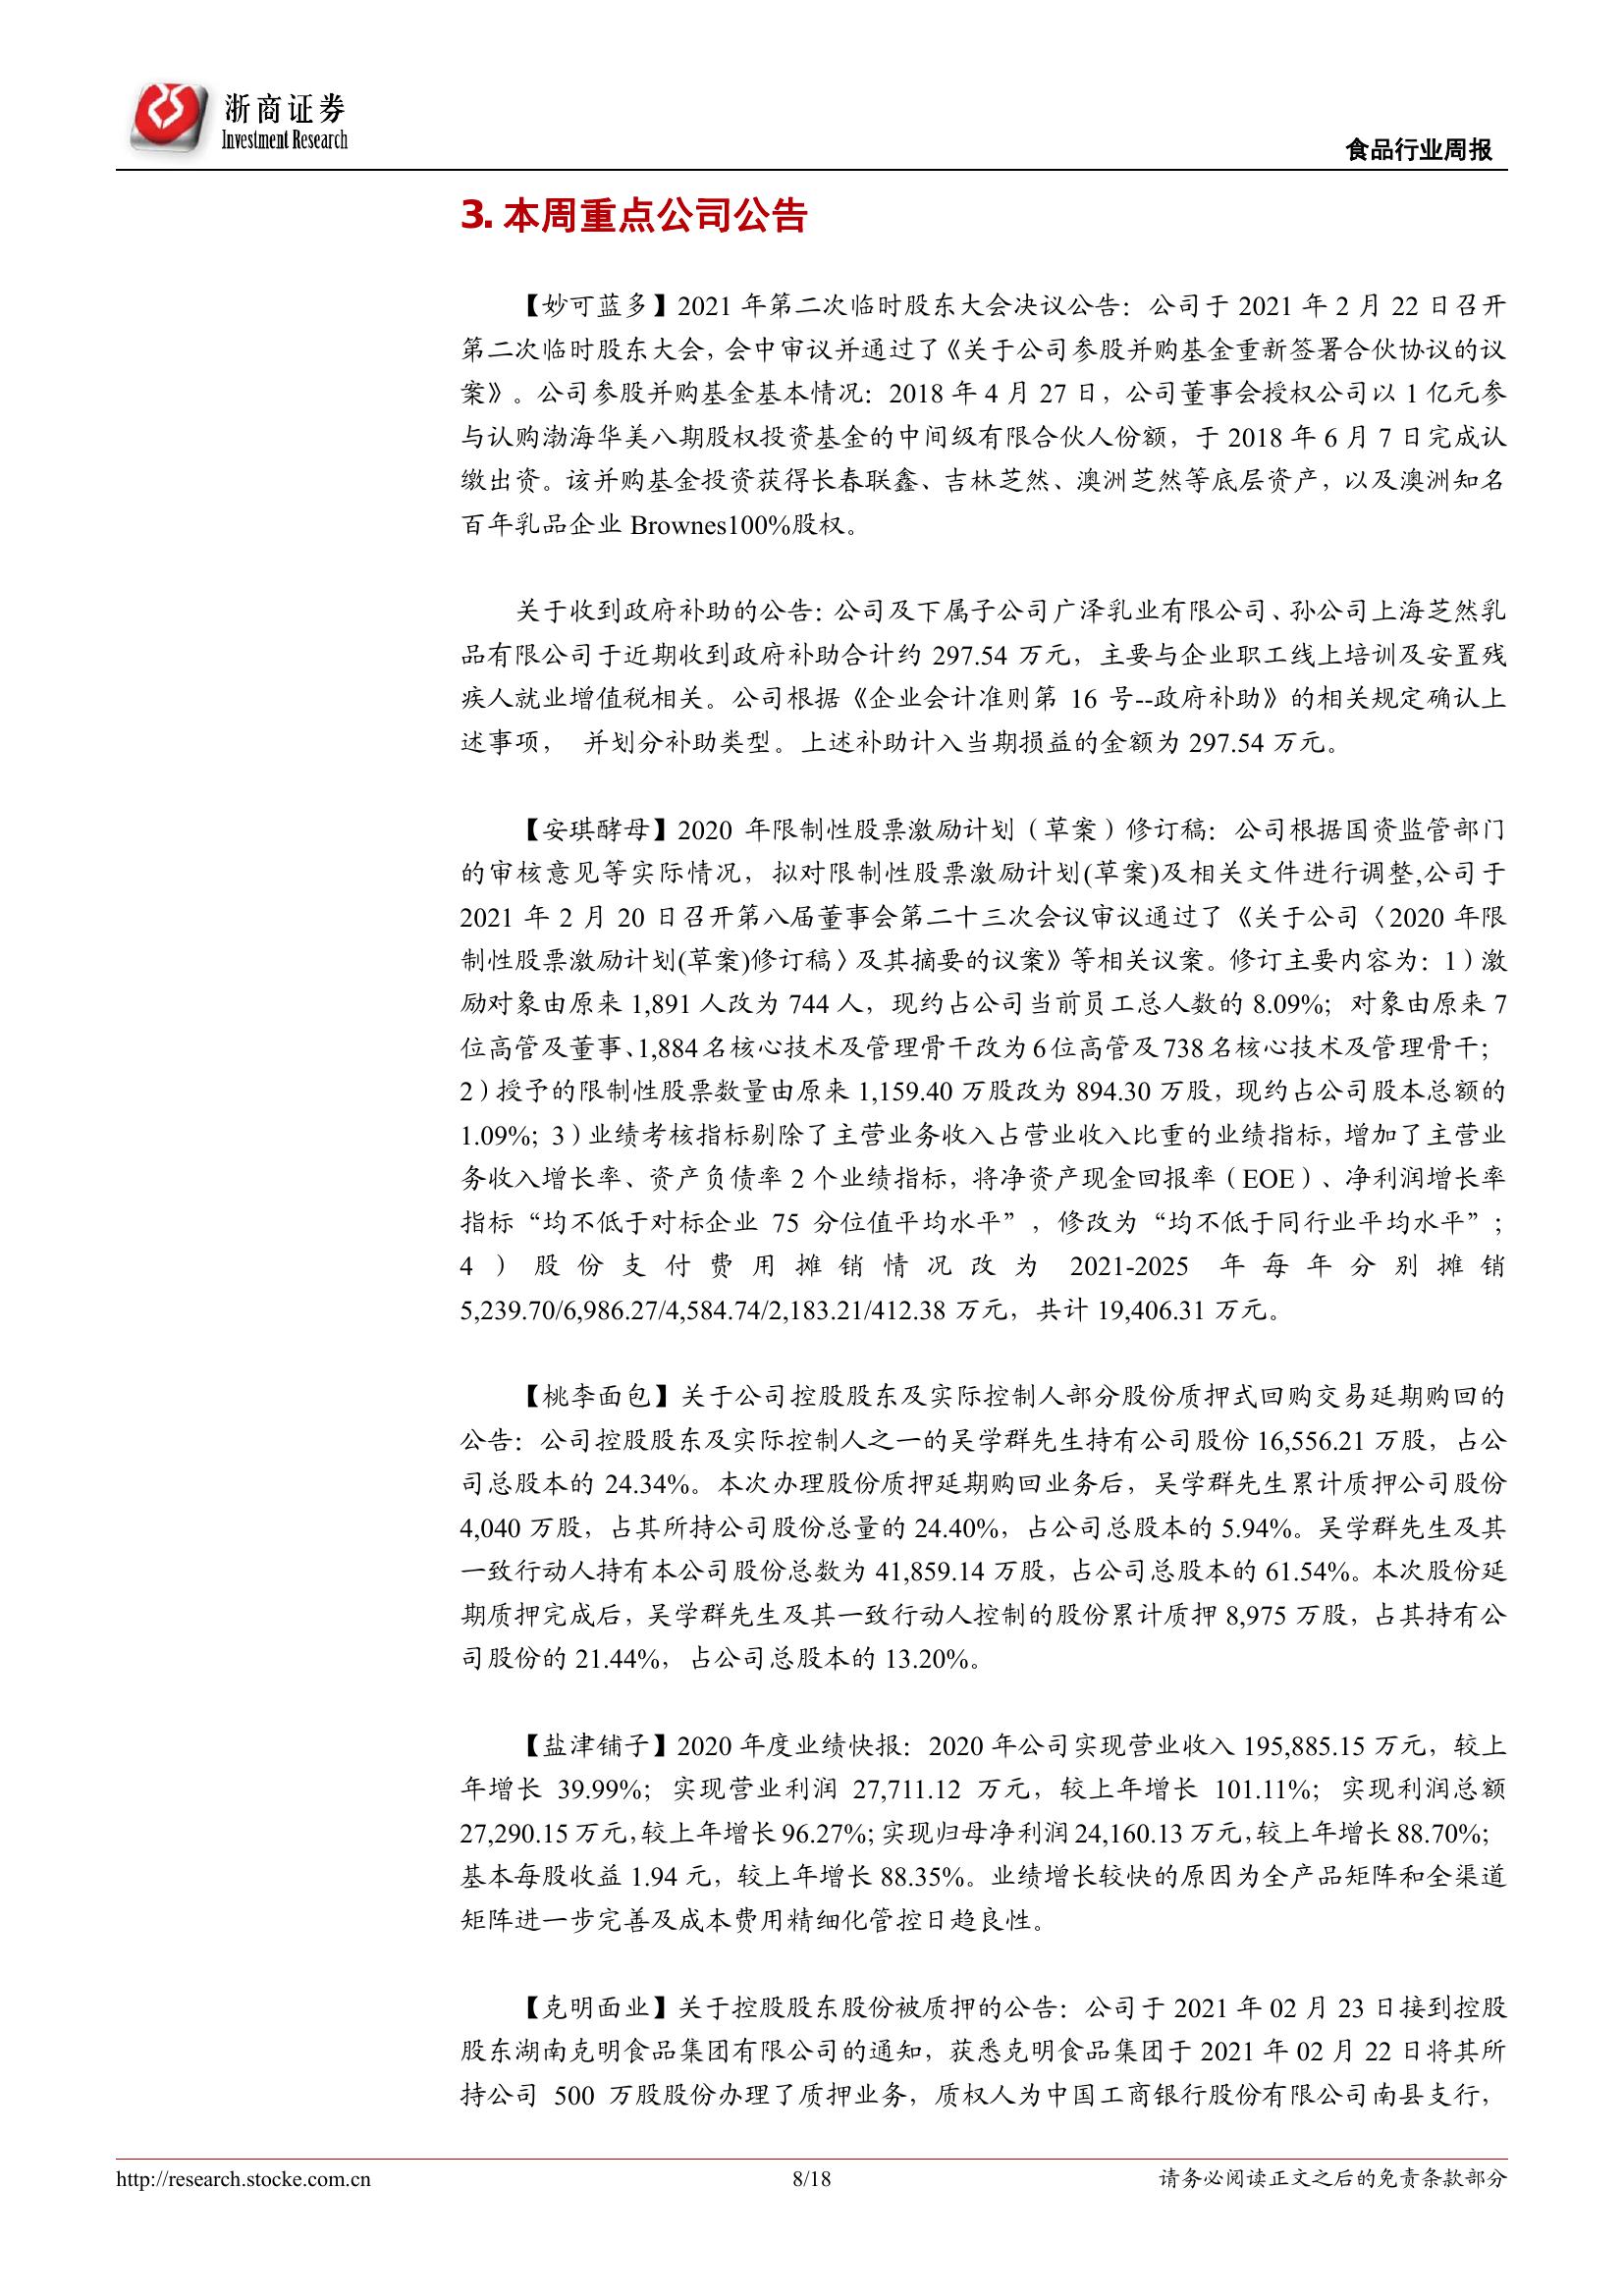 浙商证券
Investment Research
食品行业周报
3. 本周重点公司公告
【妙可蓝多】2021 年第二次临时股东大会决议公告：公司于 2021 年 2 月 22 日召开
第二次临时股东大会，会中审议并通过了《关于公司参股并购基金重新签署合伙协议的议
案》。公司参股并购基金基本情况：2018 年 4 月 27 日，公司董事会授权公司以 1 亿元参
与认购渤海华美八期股权投资基金的中间级有限合伙人份额，于 2018 年 6 月 7 日完成认
缴出资。该并购基金投资获得长春联鑫、吉林芝然、澳洲芝然等底层资产，以及澳洲知名
百年乳品企业 Brownes100%股权。
关于收到政府补助的公告：公司及下属子公司广泽乳业有限公司、孙公司上海芝然乳
品有限公司于近期收到政府补助合计约 297.54 万元，主要与企业职工线上培训及安置残
疾人就业增值税相关。公司根据《企业会计准则第 16 号--政府补助》的相关规定确认上
述事项， 并划分补助类型。上述补助计入当期损益的金额为 297.54 万元。
【安琪酵母】2020 年限制性股票激励计划（草案）修订稿：公司根据国资监管部门
的审核意见等实际情况，拟对限制性股票激励计划(草案)及相关文件进行调整,公司于
2021 年 2 月 20 日召开第八届董事会第二十三次会议审议通过了《关于公司〈2020 年限
制性股票激励计划(草案)修订稿〉及其摘要的议案》等相关议案。修订主要内容为：1）激
励对象由原来 1,891 人改为 744 人，现约占公司当前员工总人数的 8.09%；对象由原来 7
位高管及董事、1,884 名核心技术及管理骨干改为 6 位高管及 738 名核心技术及管理骨干；
2）授予的限制性股票数量由原来 1,159.40 万股改为 894.30 万股，现约占公司股本总额的
1.09%；3）业绩考核指标剔除了主营业务收入占营业收入比重的业绩指标，增加了主营业
务收入增长率、资产负债率 2 个业绩指标，将净资产现金回报率（EOE）、净利润增长率
指标“均不低于对标企业 75 分位值平均水平”，修改为“均不低于同行业平均水平”；
4）股份支付费用摊销情况改为 2021-2025 年每年分别摊销
5,239.70/6,986.27/4,584.74/2,183.21/412.38 万元，共计 19,406.31 万元。
【桃李面包】关于公司控股股东及实际控制人部分股份质押式回购交易延期购回的
公告：公司控股股东及实际控制人之一的吴学群先生持有公司股份 16,556.21 万股，占公
司总股本的 24.34%。本次办理股份质押延期购回业务后，吴学群先生累计质押公司股份
4,040 万股，占其所持公司股份总量的 24.40%，占公司总股本的 5.94%。吴学群先生及其
一致行动人持有本公司股份总数为 41,859.14 万股，占公司总股本的 61.54%。本次股份延
期质押完成后，吴学群先生及其一致行动人控制的股份累计质押 8,975 万股，占其持有公
司股份的 21.44%，占公司总股本的 13.20%。
【盐津铺子】2020 年度业绩快报：2020 年公司实现营业收入 195,885.15 万元，较上
年增长 39.99%；实现营业利润 27,711.12 万元，较上年增长 101.11%；实现利润总额
27,290.15 万元，较上年增长 96.27%；实现归母净利润 24,160.13 万元，较上年增长 88.70%；
基本每股收益 1.94 元，较上年增长 88.35%。业绩增长较快的原因为全产品矩阵和全渠道
矩阵进一步完善及成本费用精细化管控日趋良性。
【克明面业】关于控股股东股份被质押的公告：公司于 2021 年 02 月 23 日接到控股
股东湖南克明食品集团有限公司的通知，获悉克明食品集团于 2021 年 02 月 22 日将其所
持公司 500 万股股份办理了质押业务，质权人为中国工商银行股份有限公司南县支行，
http://research.stocke.com.cn
8/18
请务必阅读正文之后的免责条款部分